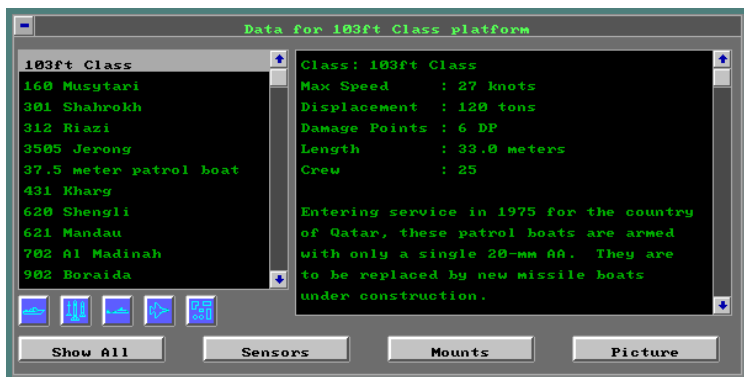 Data for 103ft Class platform
103ft Class
160 Musytari
301 Shahrokh
312 Riazi
3505 Jerong
37.5 meter patrol boat
431 Kharg
620 Shengli
621 Mandau
702 Al Madinah
902 Boraida
Class: 103ft Class
Max Speed : 27 knots
Displacement : 120 tons
Damage Points : 6 DP
Length : 33.0 meters
Crew : 25
Entering service in 1975 for the country
of Qatar, these patrol boats are armed
with only a single 20-mm AA. They are
to be replaced by new missile boats
under construction.
Show All
Sensors
Mounts
Picture